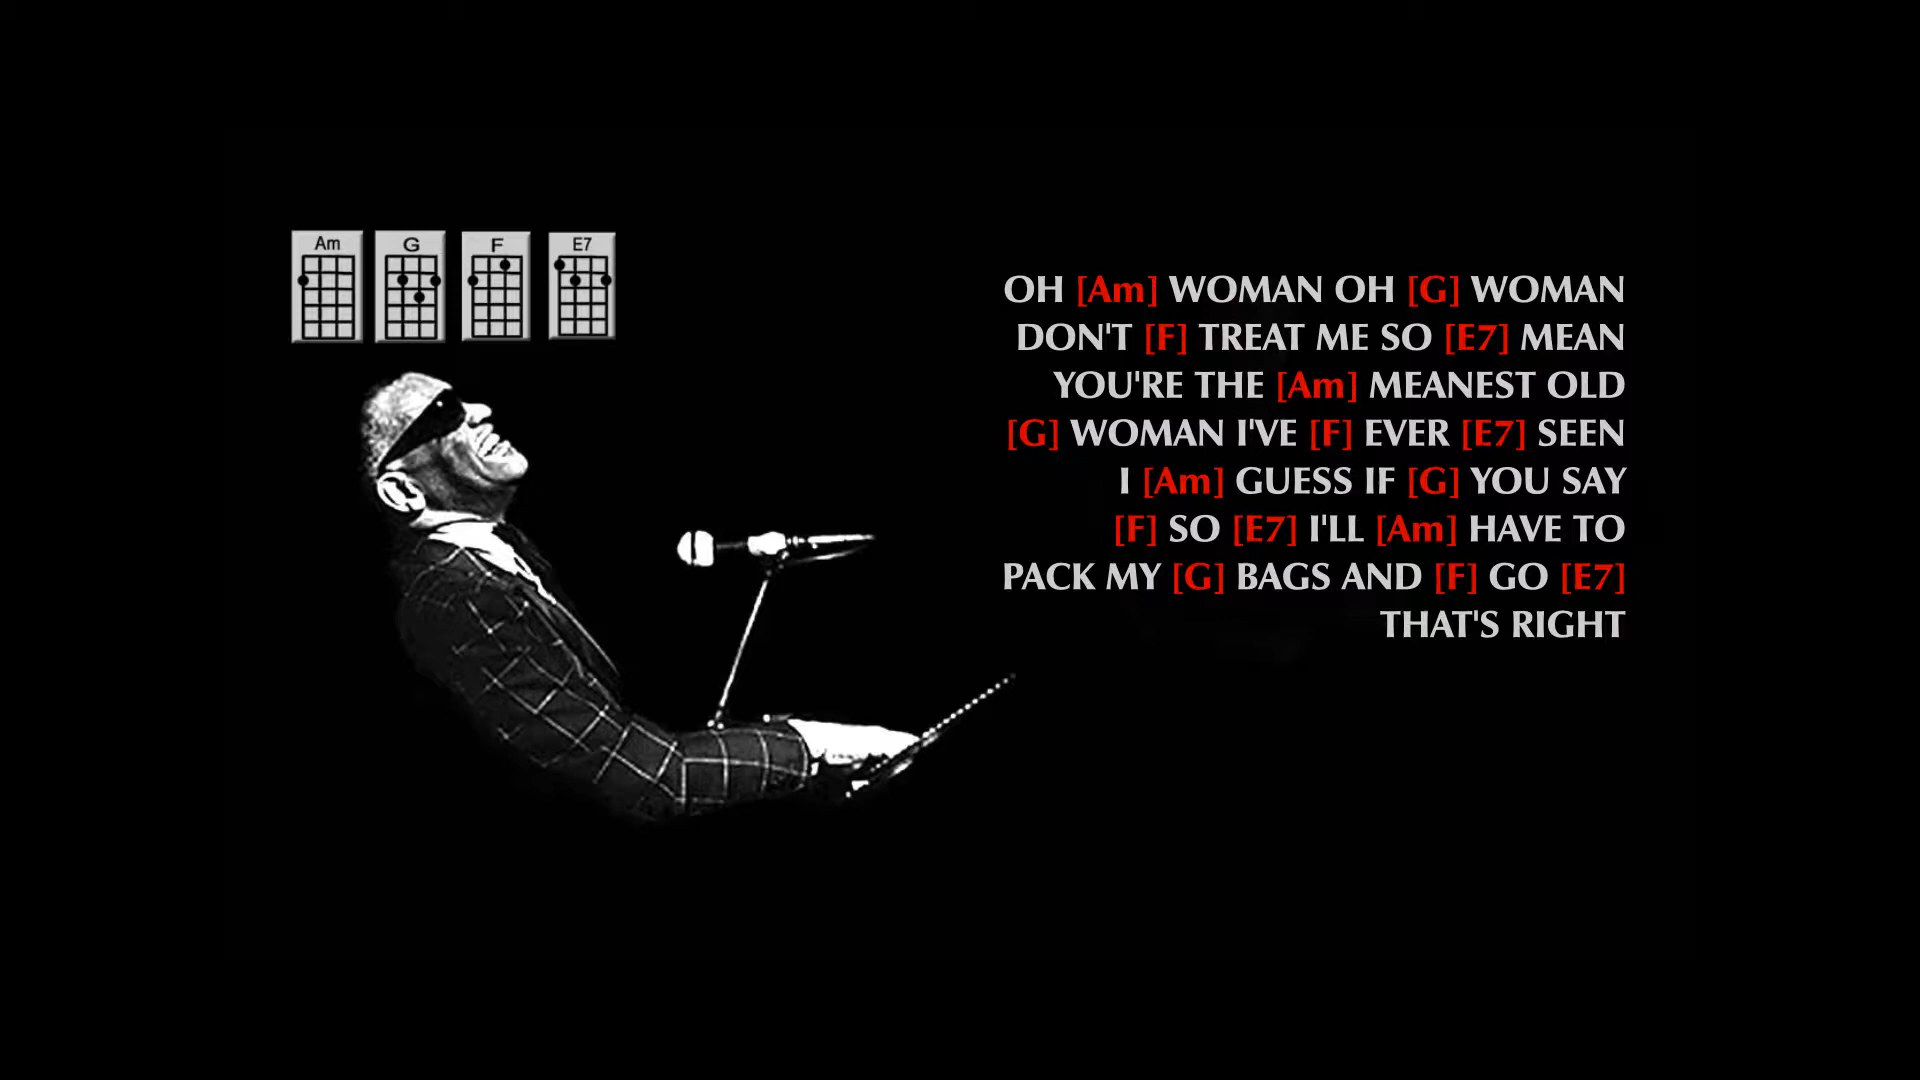 Am G F E7
OH [Am] WOMAN OH [G] WOMAN
DON'T [F] TREAT ME SO [E7] MEAN
YOU'RE THE [Am] MEANEST OLD
[G] WOMAN I'VE [F] EVER [E7] SEEN
I [Am] GUESS IF [G] YOU SAY
[F] SO [E7] I'LL [Am] HAVE TO
PACK MY [G] BAGS AND [F] GO [E7]
THAT'S RIGHT